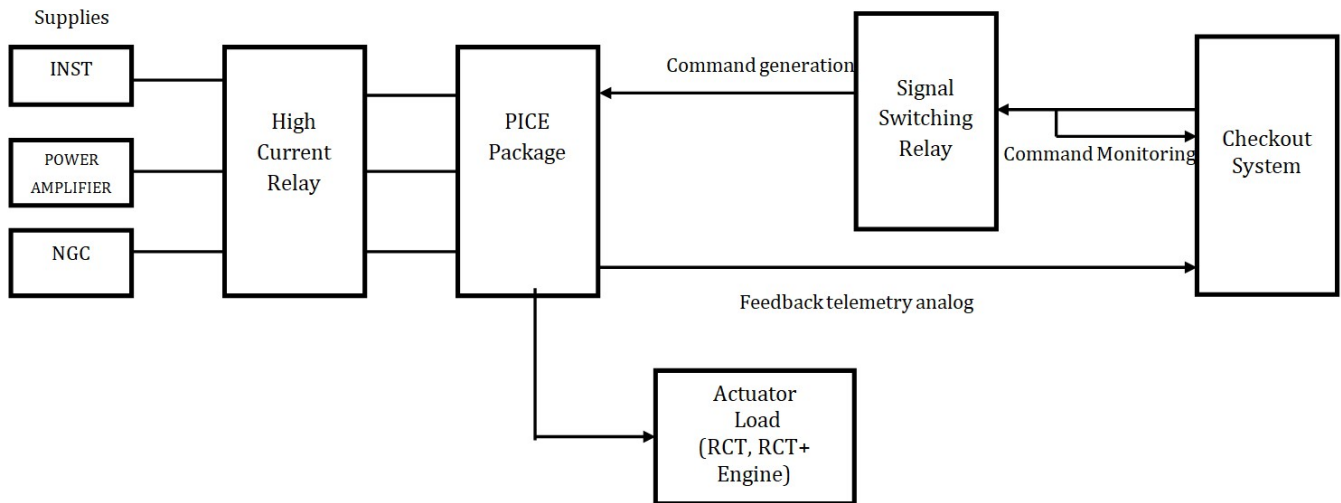 Supplies
INST
POWER
AMPLIFIER
NGC
High
Current
Relay
PICE
Package
Command generation
Signal
Switching
Relay
Command Monitoring
Checkout
System
Feedback telemetry analog
Actuator
Load
(RCT, RCT+
Engine)